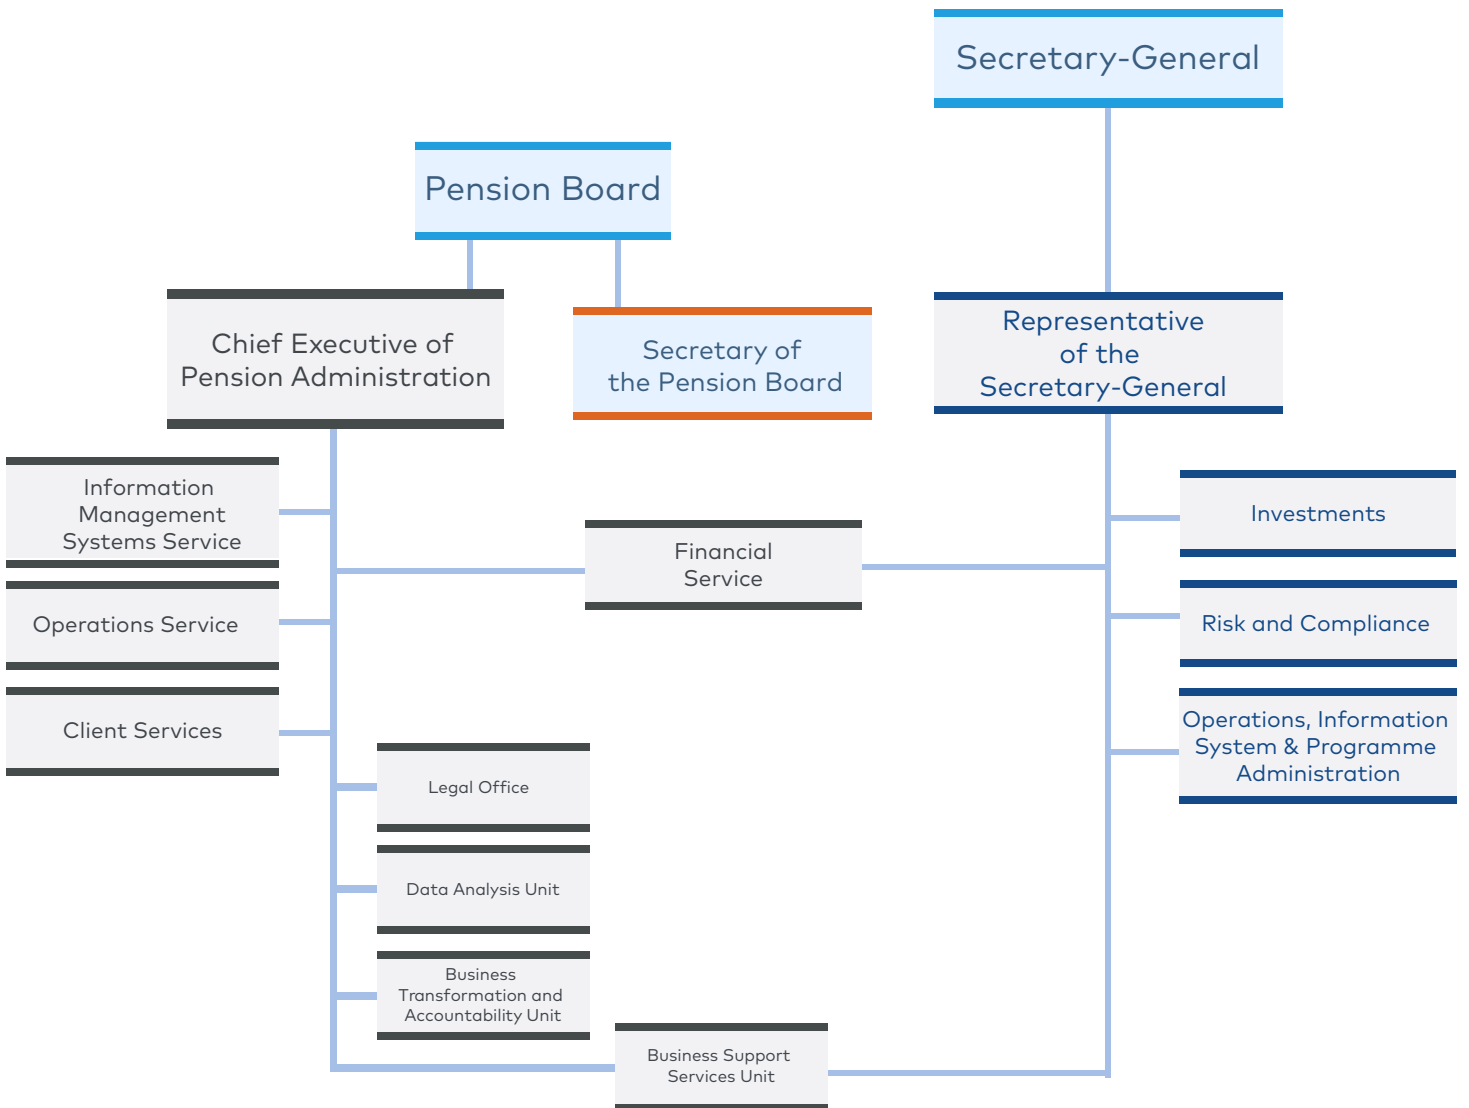 Secretary-General
Pension Board
Chief Executive of
Pension Administration
Secretary of
the Pension Board
Representative
of the
Secretary-General
Information
Management
Systems Service
Financial
Service
Investments
Operations Service
Risk and Compliance
Client Services
Operations, Information
System & Programme
Administration
Legal Office
Data Analysis Unit
Business
Transformation and
Accountability Unit
Business Support
Services Unit